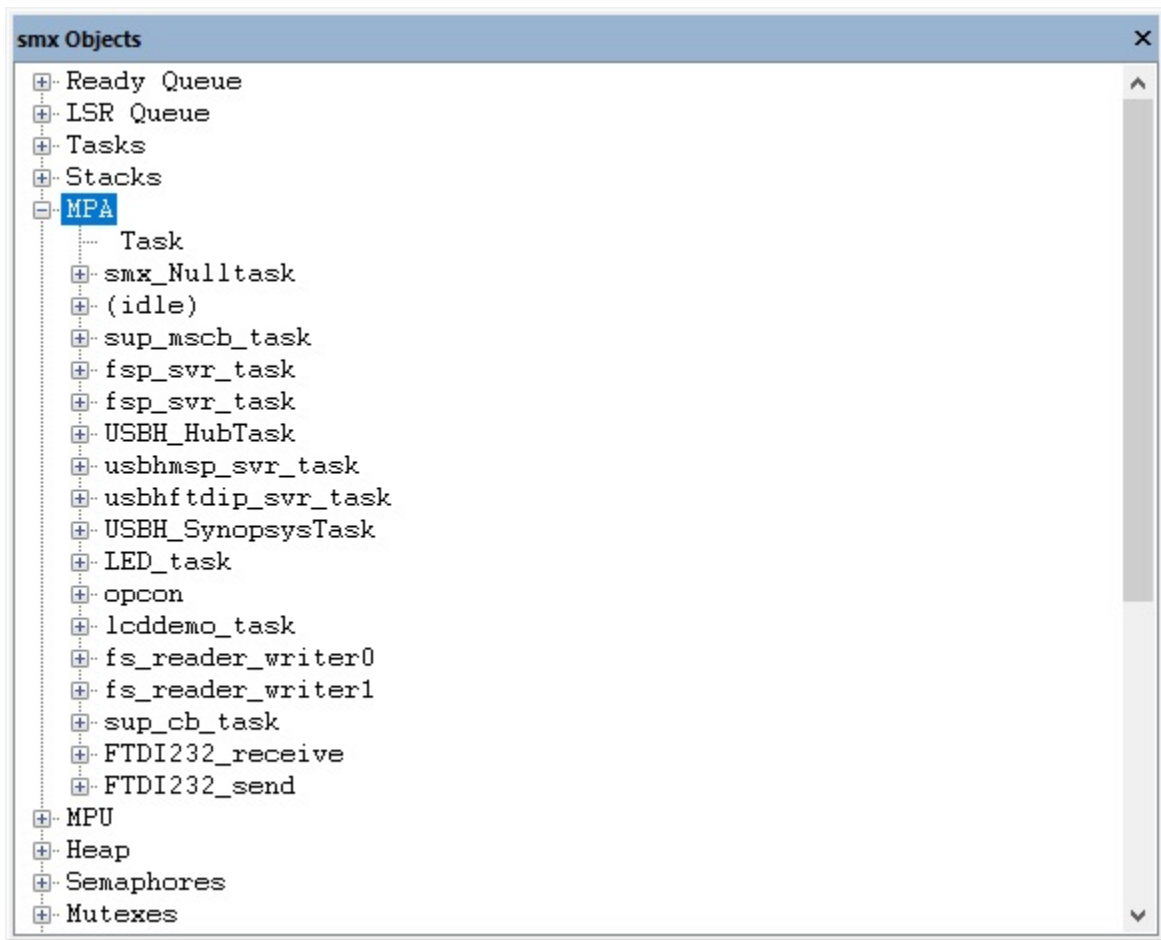 smx Objects
Ready Queue
LSR Queue
Tasks
Stacks
MPA
Task
smx_Nulltask
(idle)
sup_mscb_task
fsp_svr_task
fsp_svr_task
USBH_HubTask
usbhmsp_svr_task
usbhftdip_svr_task
USBH_SynopsysTask
LED_task
opcon
lcddemo_task
fs_reader_writer0
fs_reader_writer1
sup_cb_task
FTDI232_receive
FTDI232_send
MPU
Heap
Semaphores
Mutexes